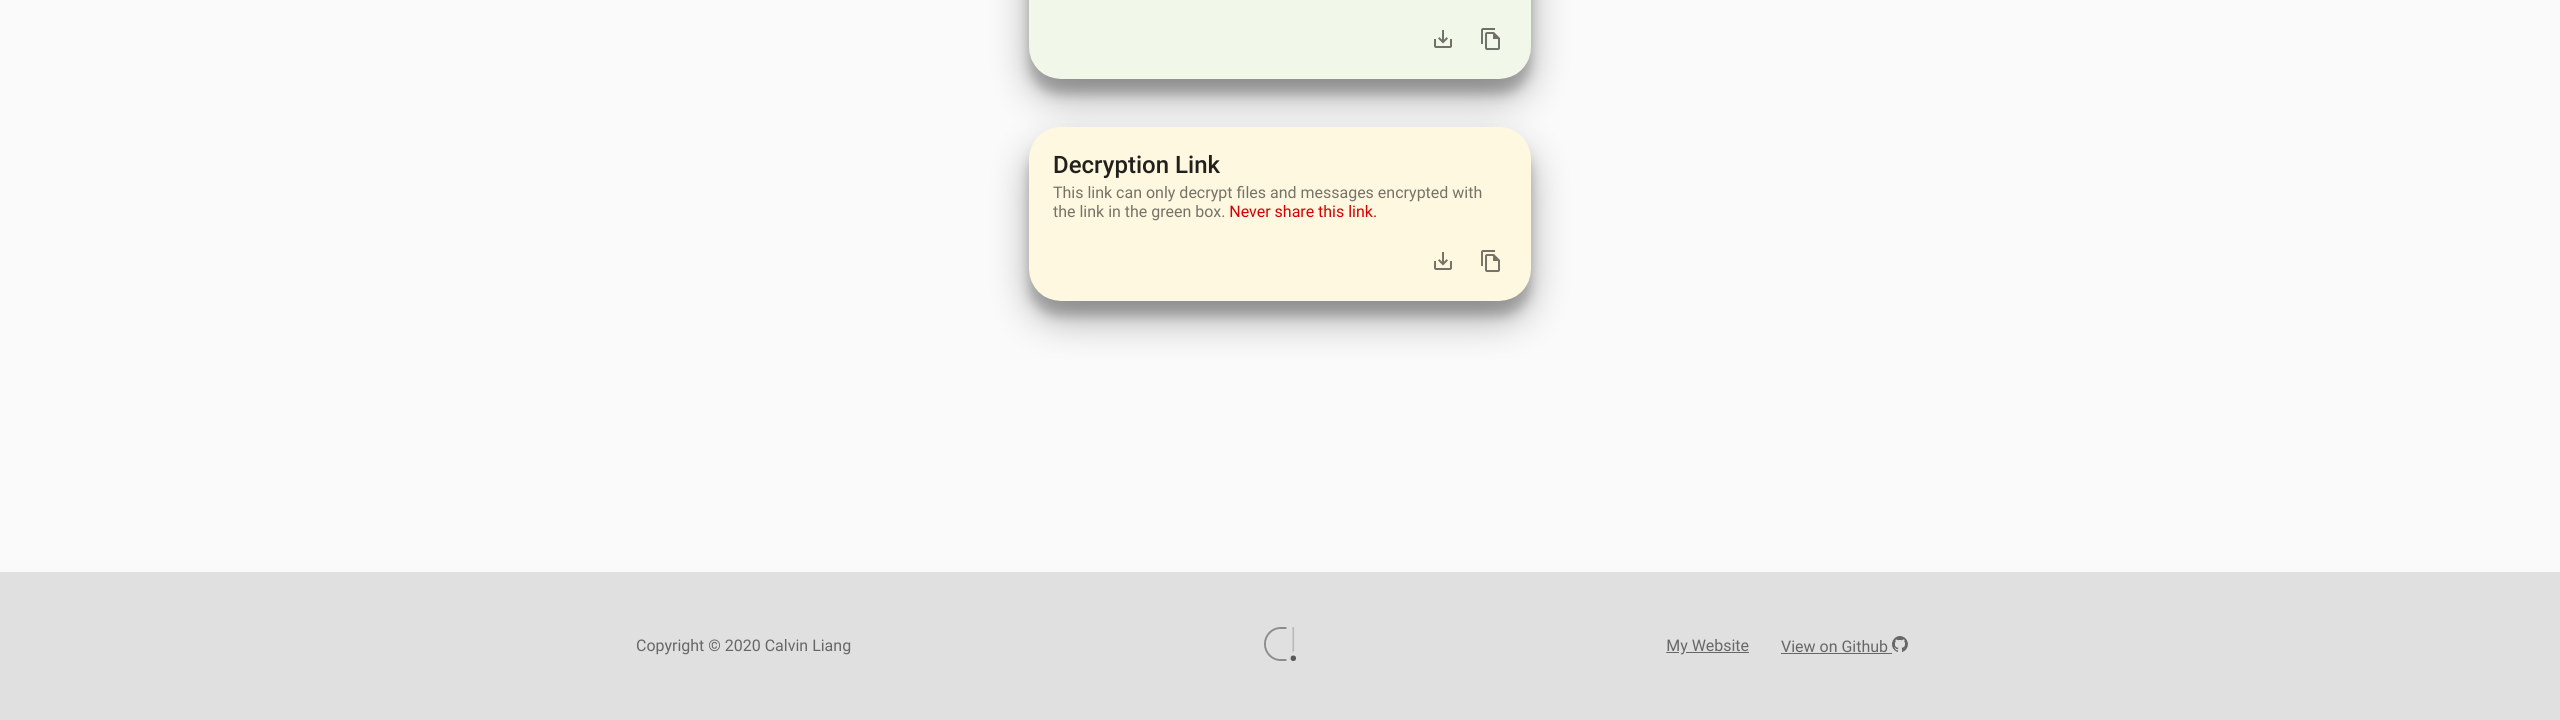 Decryption Link
This link can only decrypt files and messages encrypted with
the link in the green box. Never share this link.
Copyright © 2020 Calvin Liang
My Website
View on Github